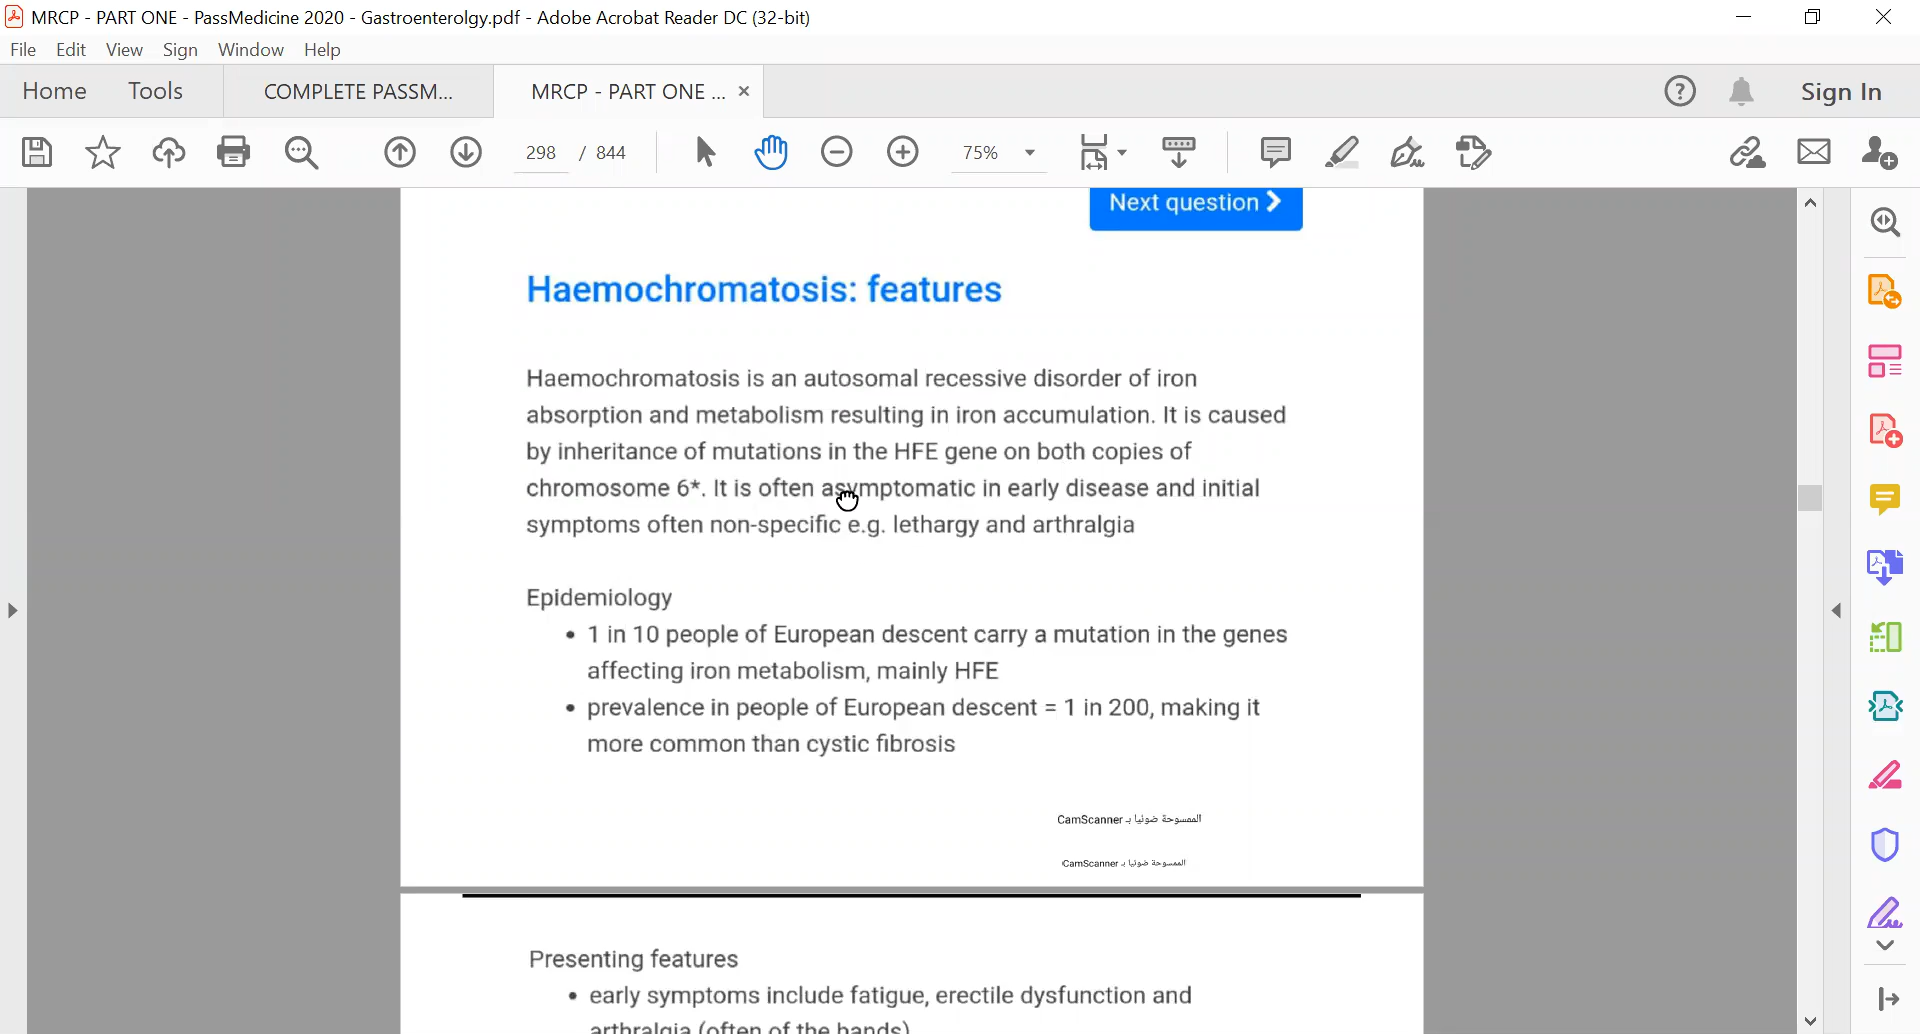 MRCP - PART ONE - PassMedicine 2020 - Gastroenterolgy.pdf - Adobe Acrobat Reader DC (32-bit)
File Edit View Sign Window Help
Home Tools COMPLETE PASSM... MRCP - PART ONE ... × Sign In
298 / 844 75%
Next question
Haemochromatosis: features
Haemochromatosis is an autosomal recessive disorder of iron
absorption and metabolism resulting in iron accumulation. It is caused
by inheritance of mutations in the HFE gene on both copies of
chromosome 6*. It is often asymptomatic in early disease and initial
symptoms often non-specific e.g. lethargy and arthralgia
Epidemiology
• 1 in 10 people of European descent carry a mutation in the genes
affecting iron metabolism, mainly HFE
• prevalence in people of European descent = 1 in 200, making it
more common than cystic fibrosis
الممسوحة ضوئيا بـ CamScanner
الممسوحة ضوئيا بـ CamScanner
Presenting features
• early symptoms include fatigue, erectile dysfunction and
arthralgia (often of the hands)